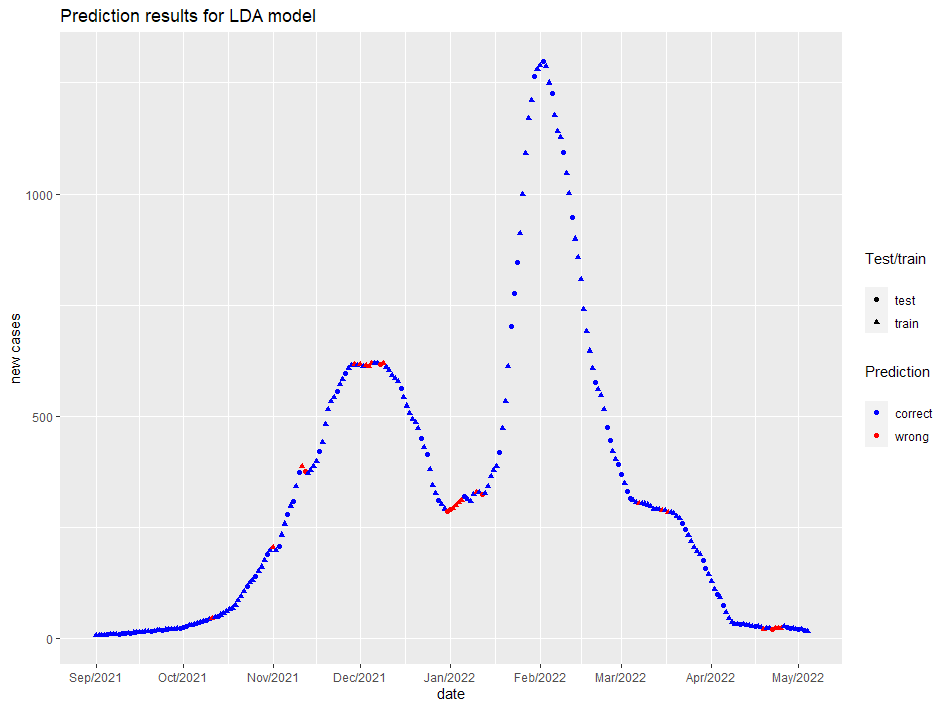 Prediction results for LDA model
new cases
1000
500
0
Sep/2021 Oct/2021 Nov/2021 Dec/2021 Jan/2022 Feb/2022 Mar/2022 Apr/2022 May/2022
date
Test/train
test
train
Prediction
correct
wrong